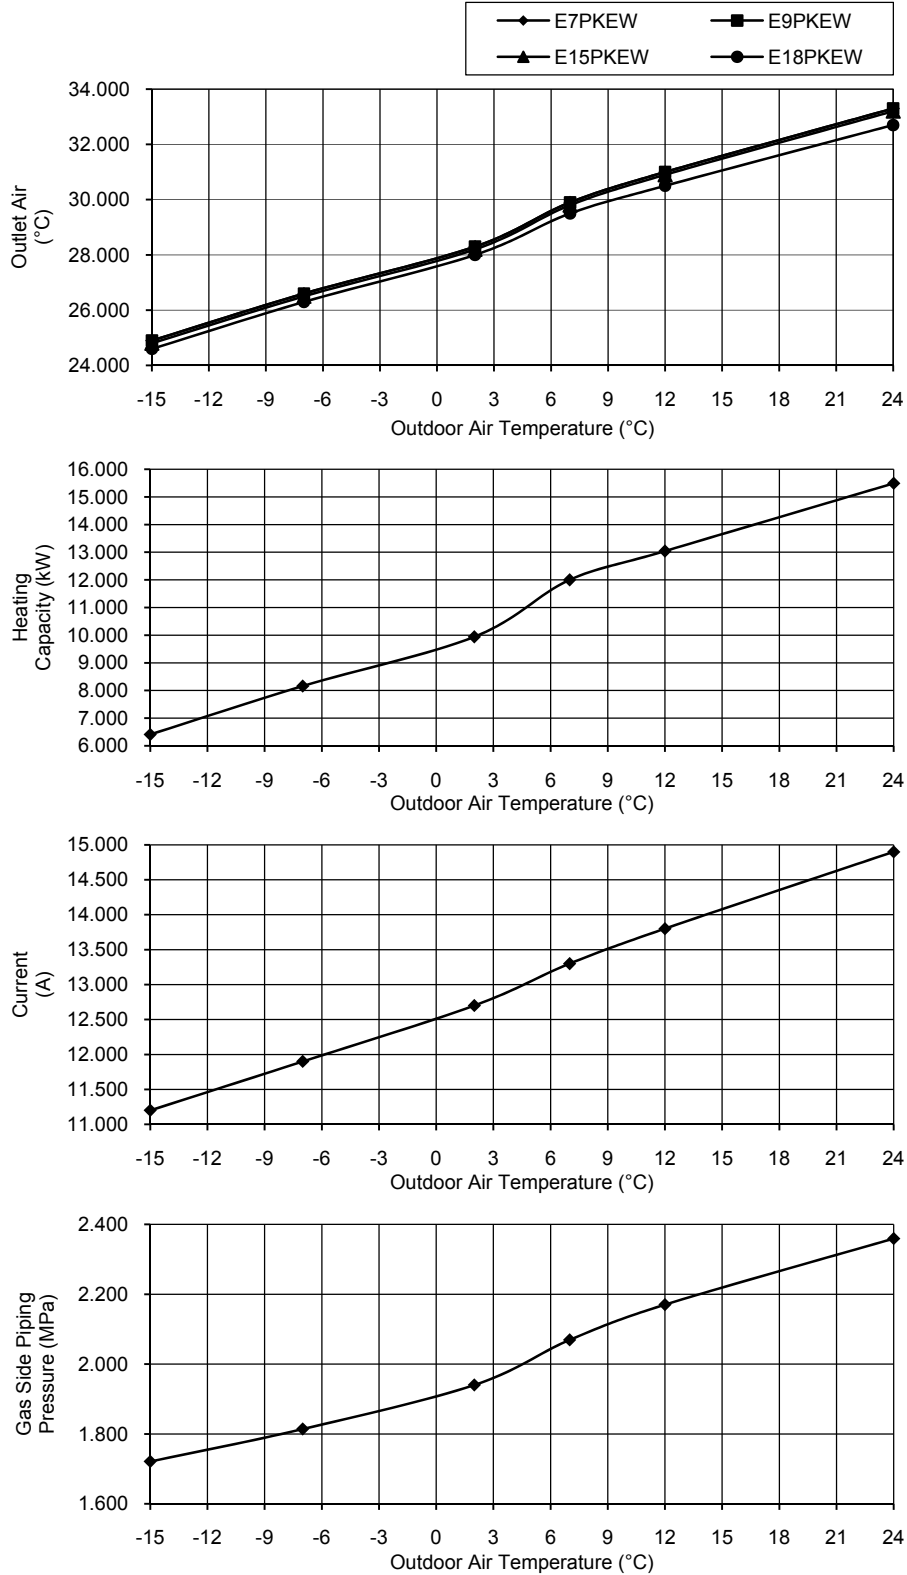 E7PKEW E9PKEW
E15PKEW E18PKEW
34.000
32.000
30.000
28.000
26.000
24.000
Outlet Air
(°C)
-15 -12 -9 -6 -3 0 3 6 9 12 15 18 21 24
Outdoor Air Temperature (°C)
16.000
15.000
14.000
13.000
12.000
11.000
10.000
9.000
8.000
7.000
6.000
Heating
Capacity (kW)
-15 -12 -9 -6 -3 0 3 6 9 12 15 18 21 24
Outdoor Air Temperature (°C)
15.000
14.500
14.000
13.500
13.000
12.500
12.000
11.500
11.000
Current
(A)
-15 -12 -9 -6 -3 0 3 6 9 12 15 18 21 24
Outdoor Air Temperature (°C)
2.400
2.200
2.000
1.800
1.600
Gas Side Piping
Pressure (MPa)
-15 -12 -9 -6 -3 0 3 6 9 12 15 18 21 24
Outdoor Air Temperature (°C)